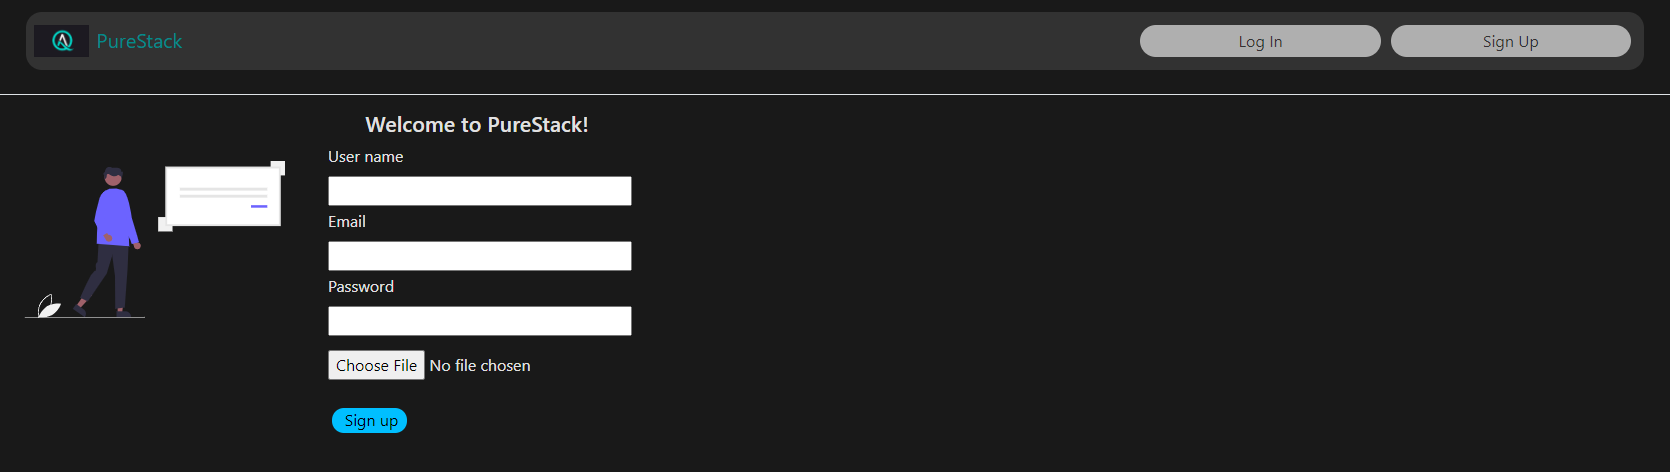 PureStack
Log In
Sign Up
Welcome to PureStack!
User name
Email
Password
Choose File No file chosen
Sign up